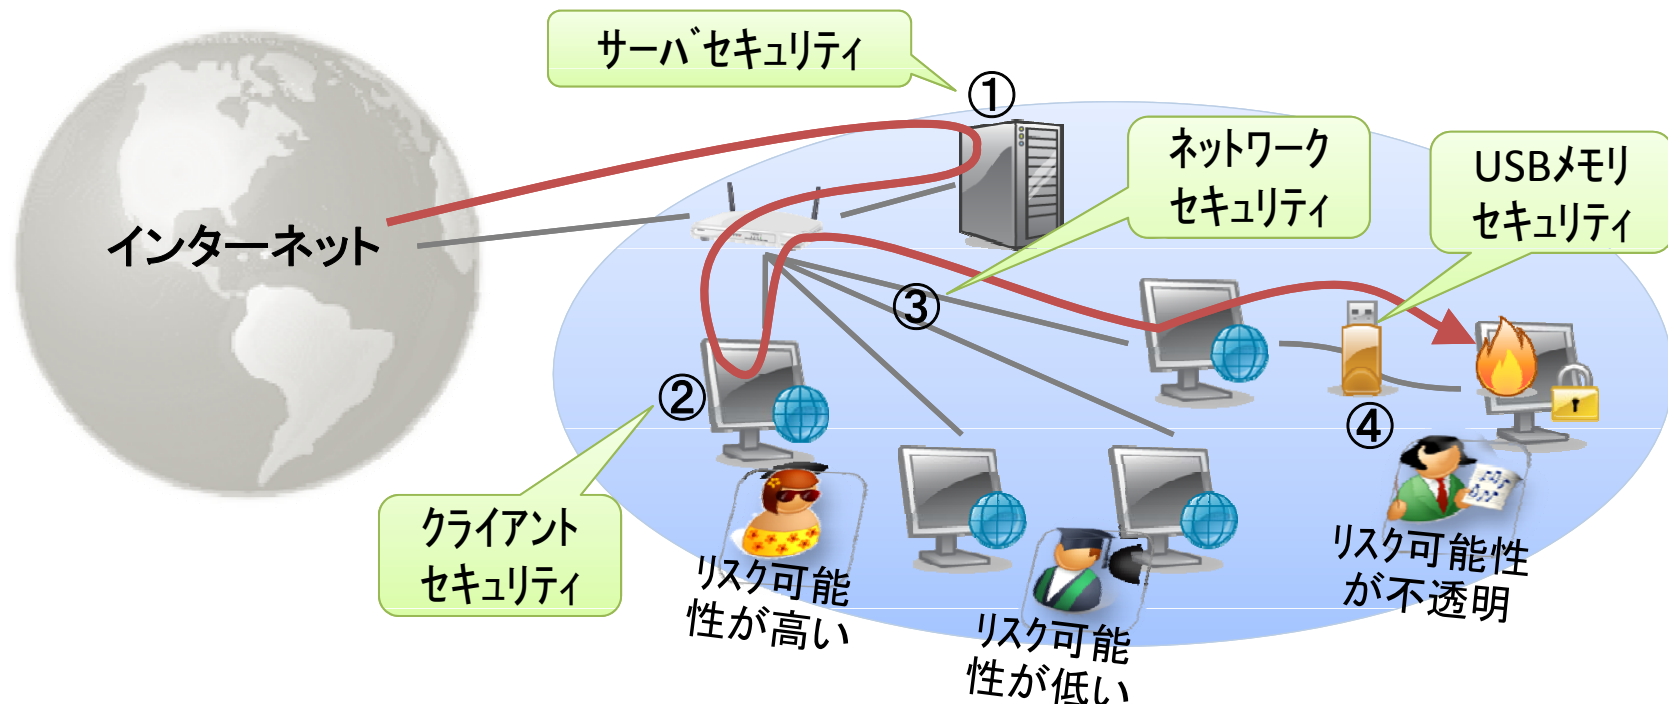 サーバセキュリティ
①
ネットワーク
セキュリティ
USBメモリ
セキュリティ
インターネット
③
②
④
クライアント
セキュリティ
リスク可能
性が高い
リスク可能
性が低い
リスク可能性
が不透明